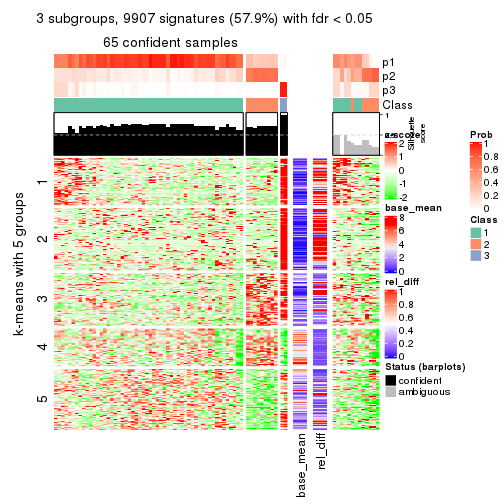 3 subgroups, 9907 signatures (57.9%) with fdr < 0.05
65 confident samples
p1
p2
p3
Class
1
0
Silhouette
score
k-means with 5 groups
1
2
3
4
5
base_mean
rel_diff
z-score
2
1
0
-1
-2
base_mean
8
6
4
2
0
rel_diff
1
0.8
0.6
0.4
0.2
0
Status (barplots)
confident
ambiguous
Prob
1
0.8
0.6
0.4
0.2
0
Class
1
2
3